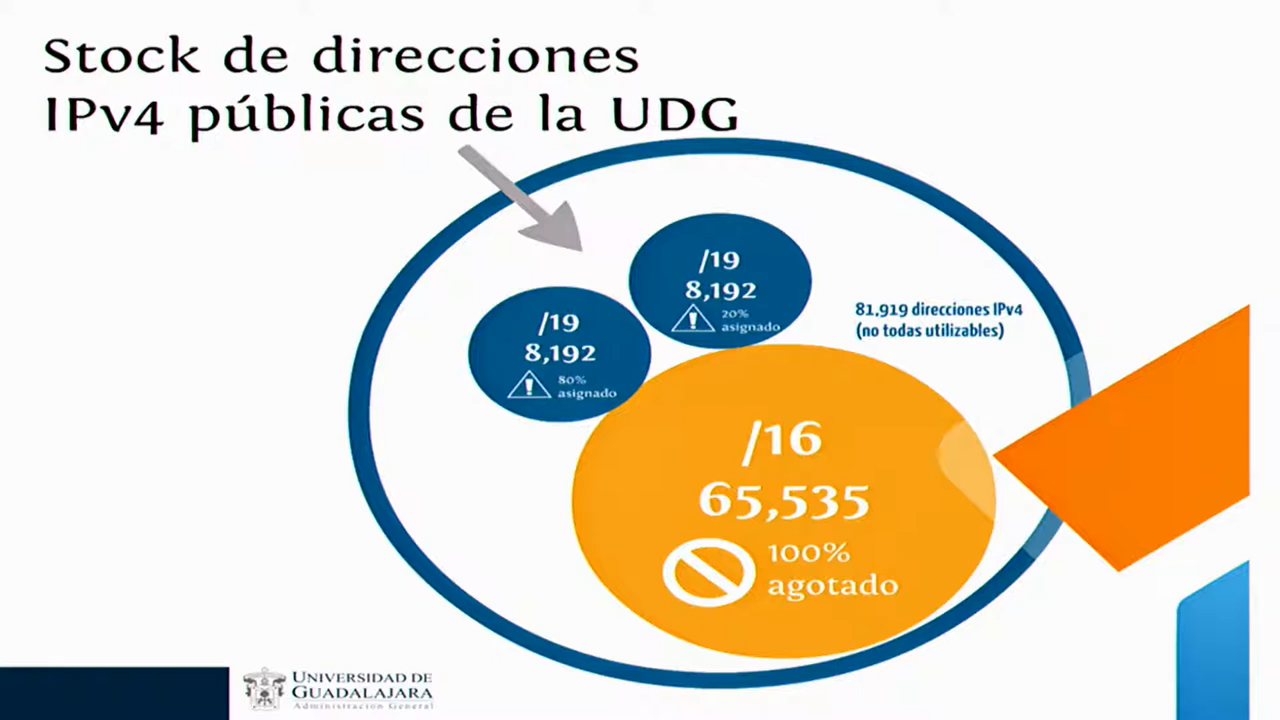 Stock de direcciones
IPv4 públicas de la UDG
/19
8,192
20%
asignado
/19
8,192
80%
asignado
81,919 direcciones IPv4
(no todas utilizables)
/16
65,535
100%
agotado
UNIVERSIDAD DE
GUADALAJARA
Administración General